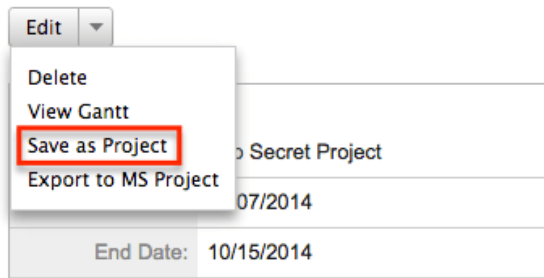 Edit
Delete
View Gantt
Save as Project
Secret Project
Export to MS Project
07/2014
End Date: 10/15/2014